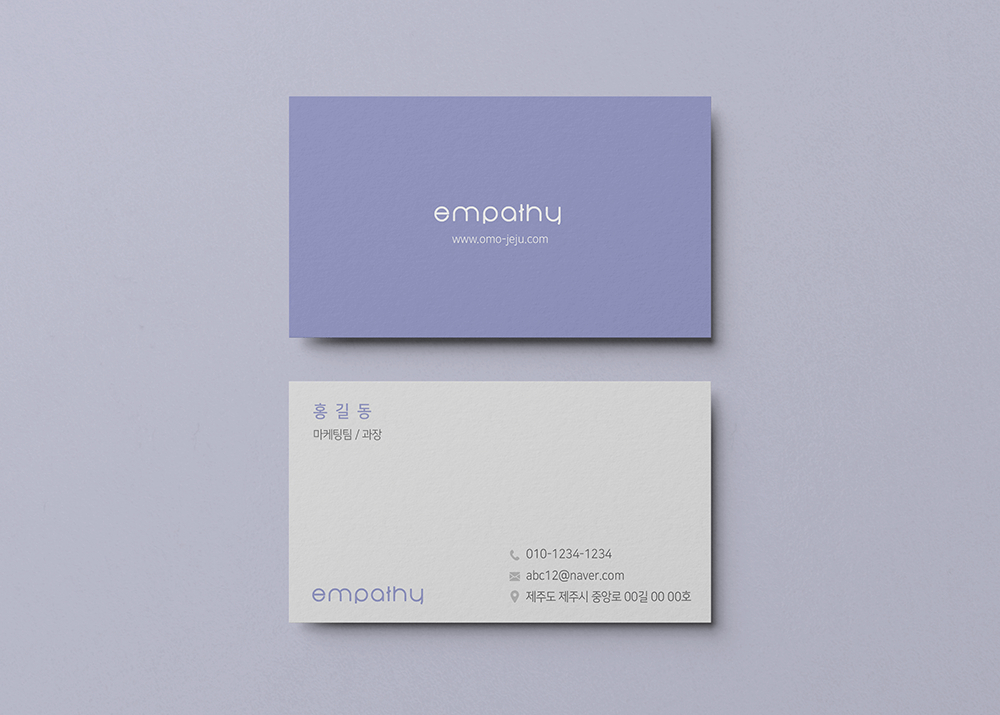 empathy
www.omo-jeju.com
홍 길 동
마케팅팀 / 과장
010-1234-1234
abc12@naver.com
empathy
제주도 제주시 중앙로 00길 00 00호